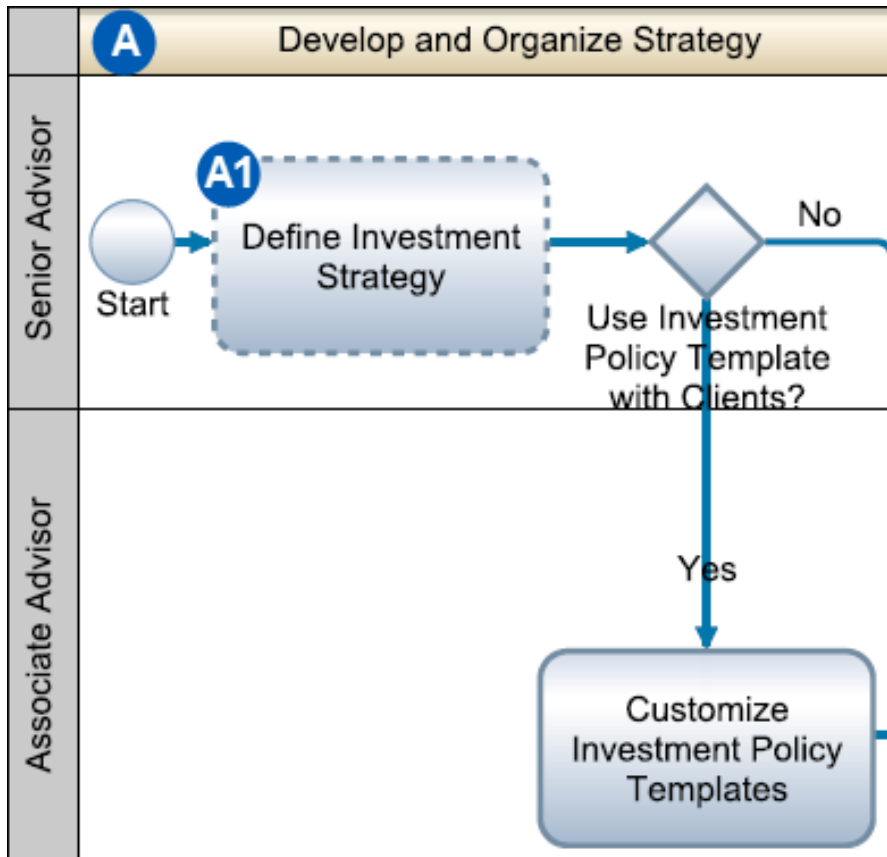 A
Develop and Organize Strategy
Senior Advisor
A1
Define Investment
Strategy
Start
No
Use Investment
Policy Template
with Clients?
Associate Advisor
Yes
Customize
Investment Policy
Templates